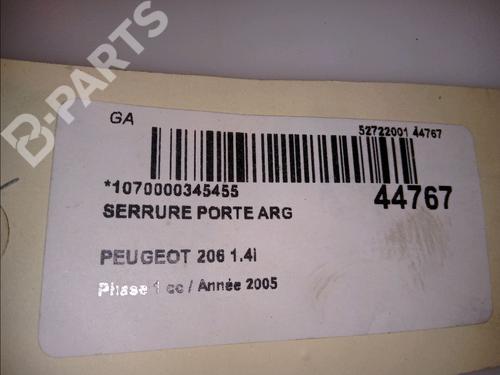 B-PARTS
GA
52722001 44767
*1070000345455
44767
SERRURE PORTE ARG
PEUGEOT 206 1.4i
Phase 1 cc / Année 2005